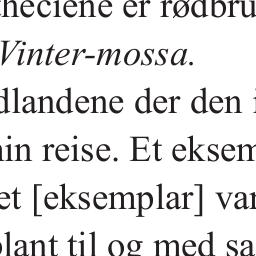 theciene er rødbru
Vinter-mossa.
dlandene der den i
nin reise. Et eksem
et [eksemplar] var
plant til og med sa